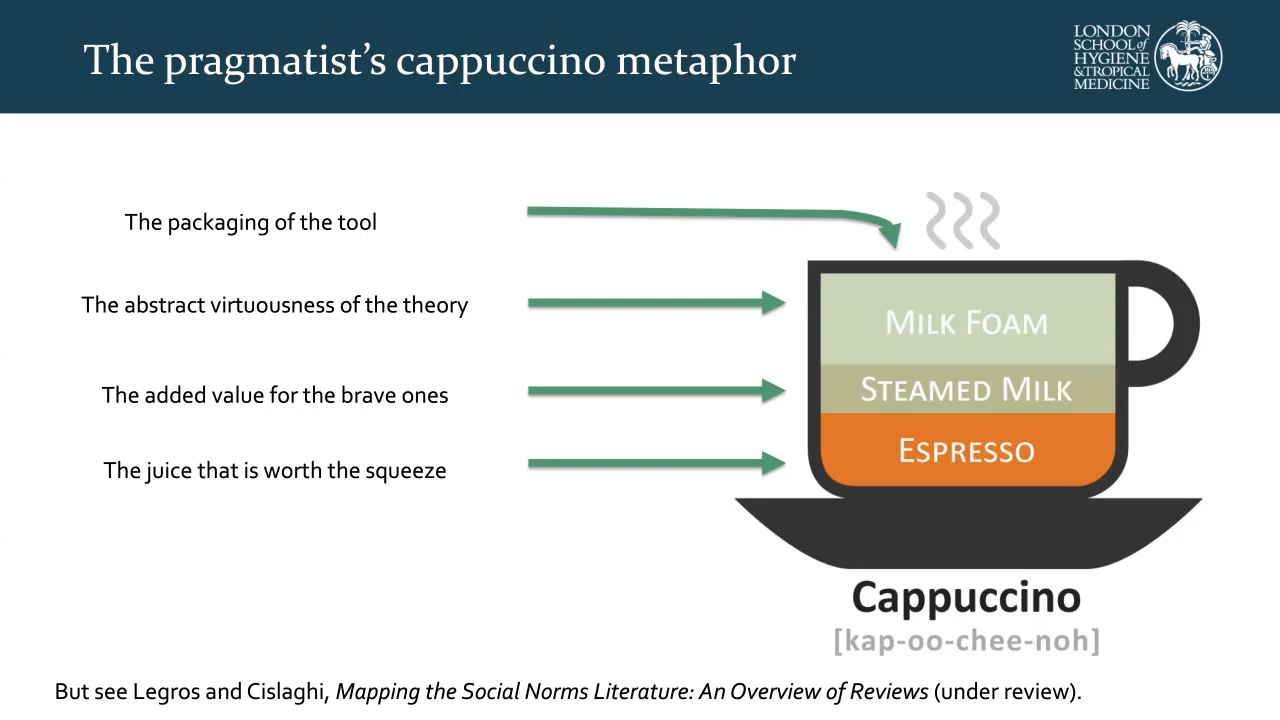 The pragmatist’s cappuccino metaphor
LONDON
SCHOOL of
HYGIENE
& TROPICAL
MEDICINE
The packaging of the tool
The abstract virtuousness of the theory
The added value for the brave ones
The juice that is worth the squeeze
MILK FOAM
STEAMED MILK
ESPRESSO
Cappuccino
[kap-oo-chee-noh]
But see Legros and Cislaghi, Mapping the Social Norms Literature: An Overview of Reviews (under review).